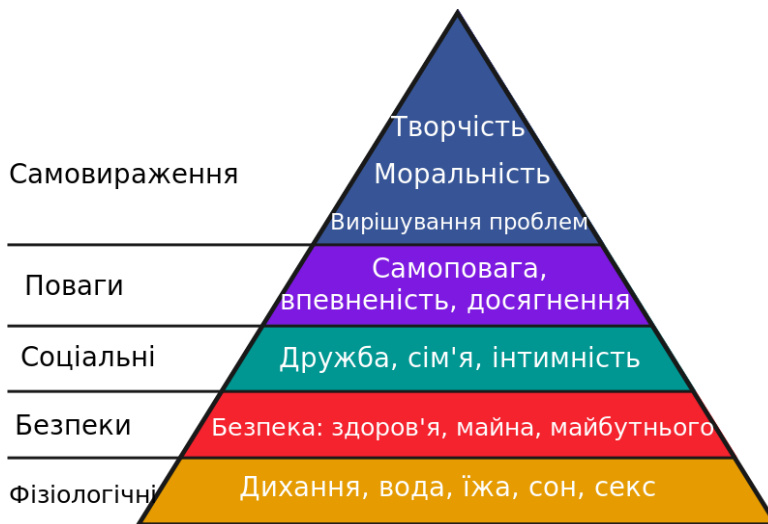 Творчість
Самовираження
Моральність
Вирішування проблем
Поваги
Самоповага,
впевненість, досягнення
Соціальні
Дружба, сім'я, інтимність
Безпеки
Безпека: здоров'я, майна, майбутнього
Фізіологічні
Дихання, вода, їжа, сон, секс